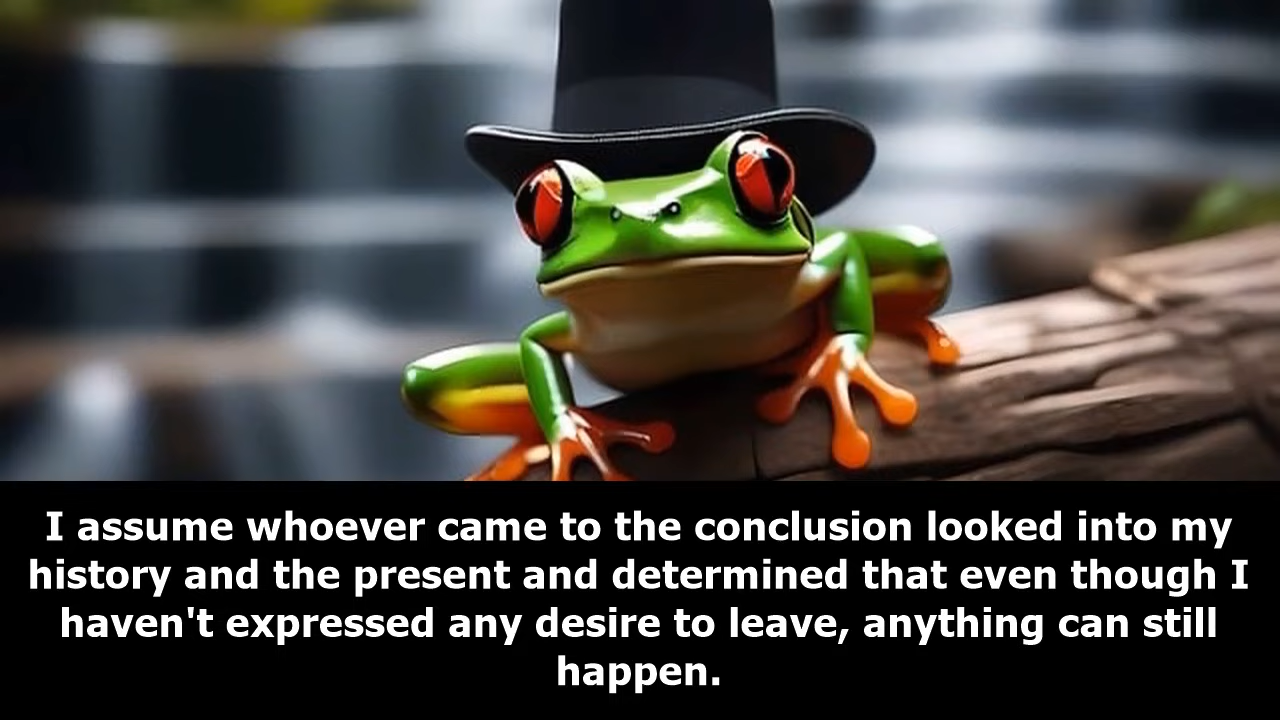 I assume whoever came to the conclusion looked into my
history and the present and determined that even though I
haven't expressed any desire to leave, anything can still
happen.